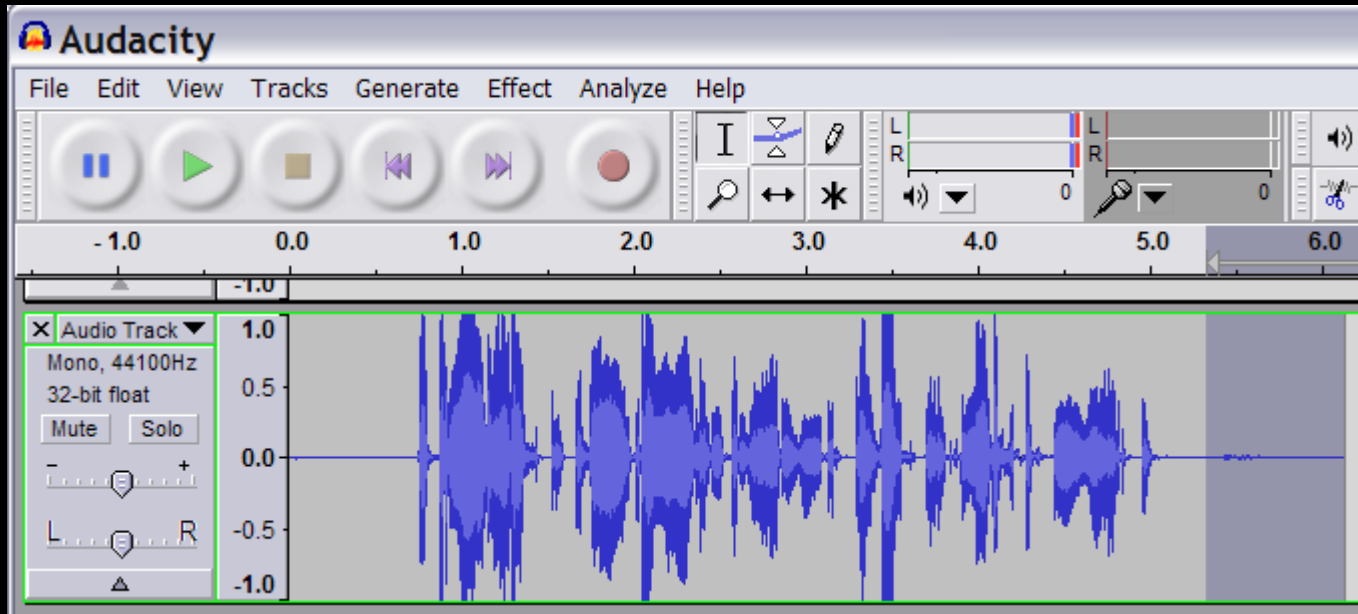 Audacity
File Edit View Tracks Generate Effect Analyze Help
L
R
0
L
R
0
- 1.0 0.0 1.0 2.0 3.0 4.0 5.0 6.0
-1.0
X Audio Track
Mono, 44100Hz
32-bit float
Mute Solo
- +
L R
1.0
0.5
0.0
-0.5
-1.0